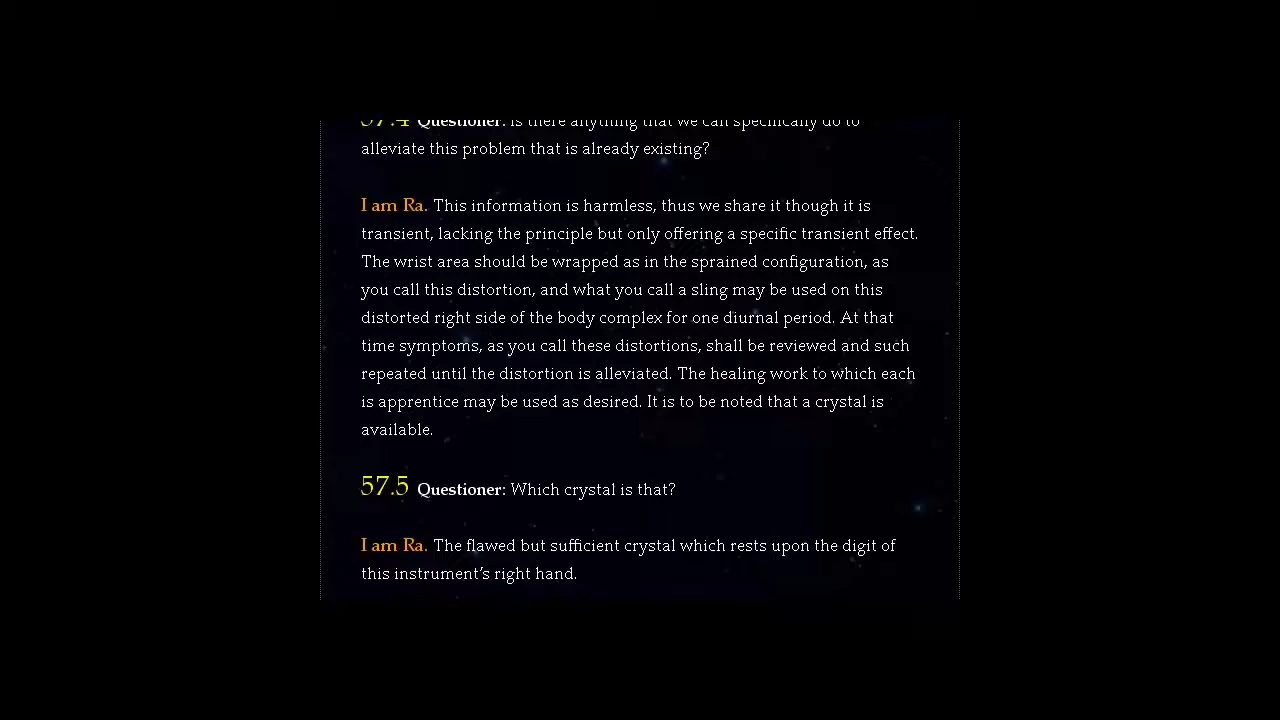 57.4 Questioner: Is there anything that we can specifically do to
alleviate this problem that is already existing?
I am Ra. This information is harmless, thus we share it though it is
transient, lacking the principle but only offering a specific transient effect.
The wrist area should be wrapped as in the sprained configuration, as
you call this distortion, and what you call a sling may be used on this
distorted right side of the body complex for one diurnal period. At that
time symptoms, as you call these distortions, shall be reviewed and such
repeated until the distortion is alleviated. The healing work to which each
is apprentice may be used as desired. It is to be noted that a crystal is
available.
57.5 Questioner: Which crystal is that?
I am Ra. The flawed but sufficient crystal which rests upon the digit of
this instrument’s right hand.